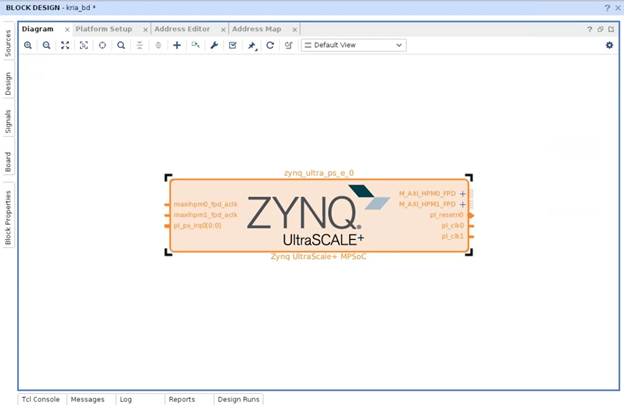 BLOCK DESIGN - kria_bd *
Diagram Platform Setup Address Editor Address Map
Default View
Sources
Design
Signals
Board
Block Properties
zynq_ultra_ps_e_0
maxihpm0_fpd_aclk
maxihpm1_fpd_aclk
pl_ps_irq0[0:0]
ZYNQ
UltraSCALE+
M_AXI_HPM0_FPD
M_AXI_HPM1_FPD
pl_resetn0
pl_clk0
pl_clk1
Zynq UltraScale+ MPSoC
Tcl Console Messages Log Reports Design Runs